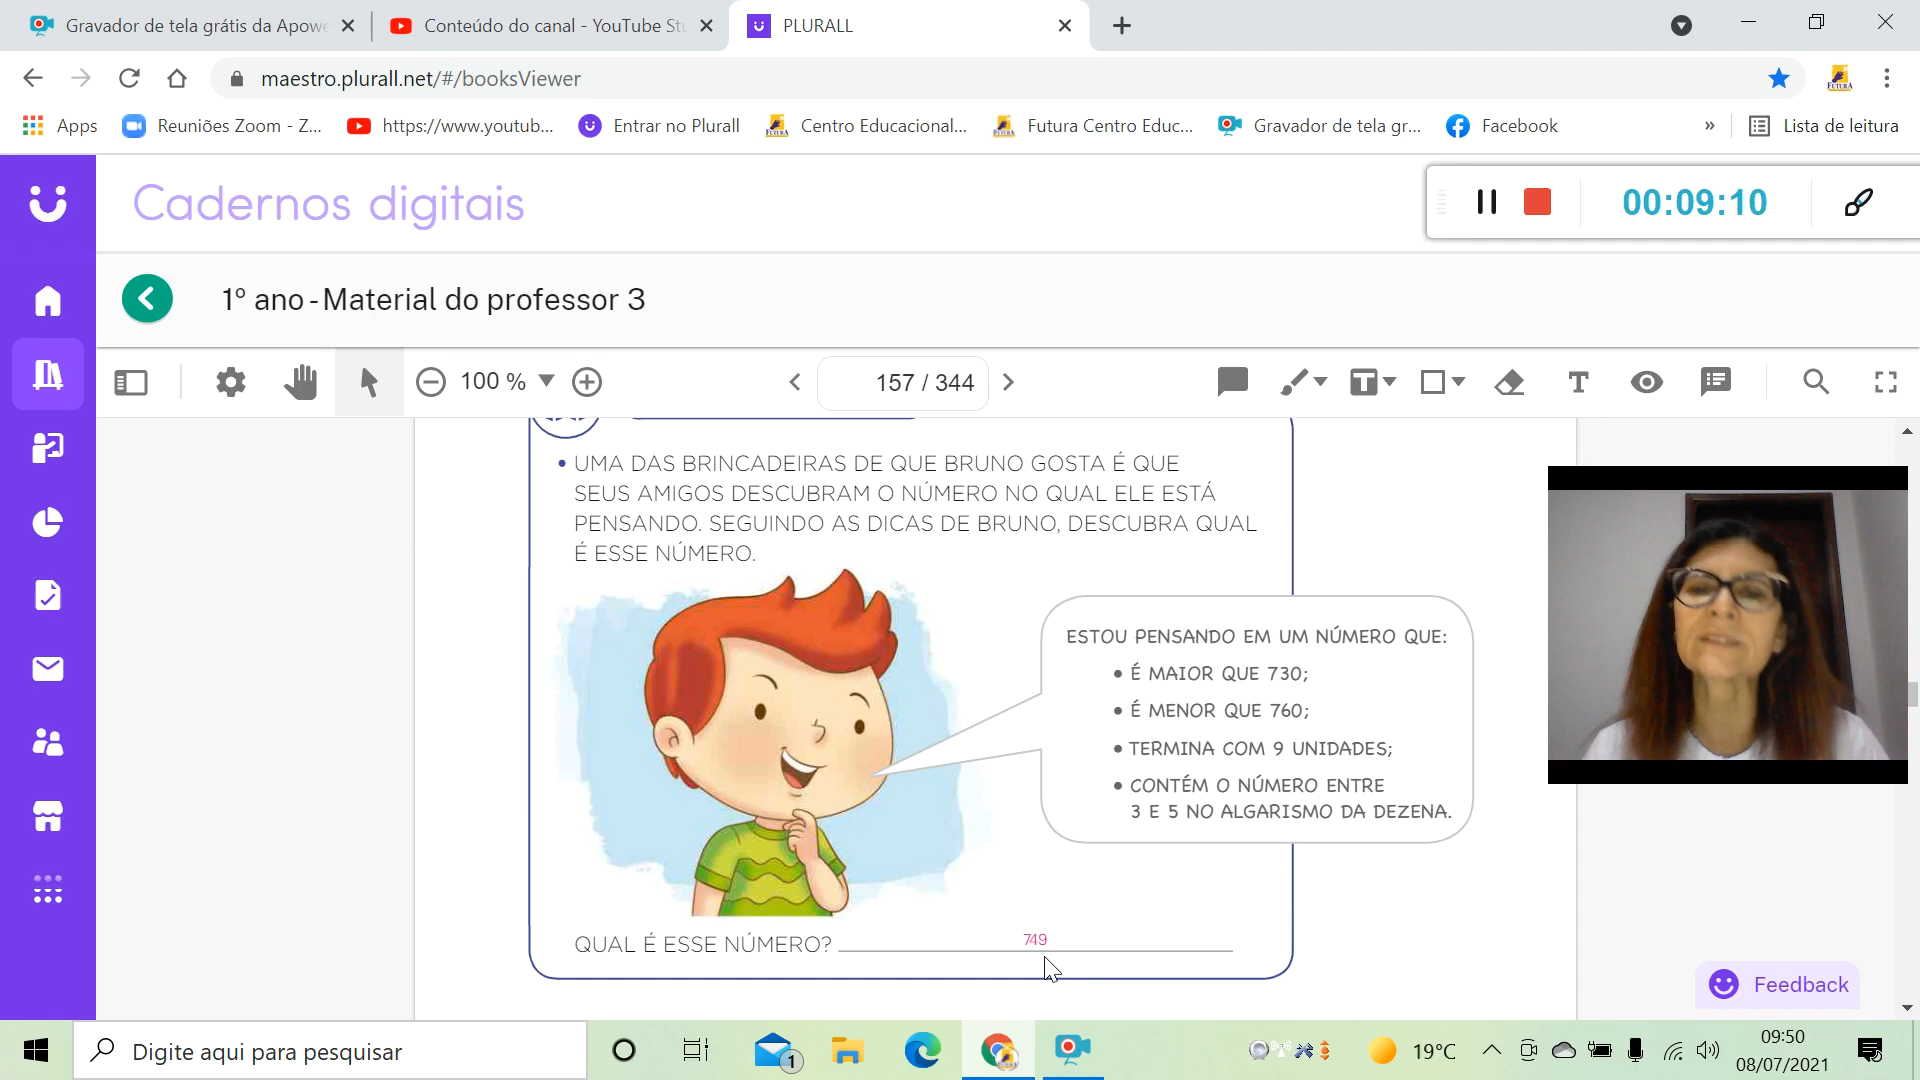 Gravador de tela grátis da Apowe
Conteúdo do canal - YouTube Stu
PLURALL
maestro.plurall.net/#/booksViewer
FUTURA
Apps
Reuniões Zoom - Z...
https://www.youtub...
Entrar no Plurall
Centro Educacional...
Futura Centro Educ...
Gravador de tela gr...
Facebook
»
Lista de leitura
Cadernos digitais
00:09:10
1º ano - Material do professor 3
100 %
157 / 344
• UMA DAS BRINCADEIRAS DE QUE BRUNO GOSTA É QUE
SEUS AMIGOS DESCUBRAM O NÚMERO NO QUAL ELE ESTÁ
PENSANDO. SEGUINDO AS DICAS DE BRUNO, DESCUBRA QUAL
É ESSE NÚMERO.
ESTOU PENSANDO EM UM NÚMERO QUE:
• É MAIOR QUE 730;
• É MENOR QUE 760;
• TERMINA COM 9 UNIDADES;
• CONTÉM O NÚMERO ENTRE
3 E 5 NO ALGARISMO DA DEZENA.
QUAL É ESSE NÚMERO? 749
Feedback
Digite aqui para pesquisar
1
19°C
09:50
08/07/2021